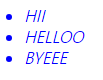 • HII
• HELLOO
• BYEEE